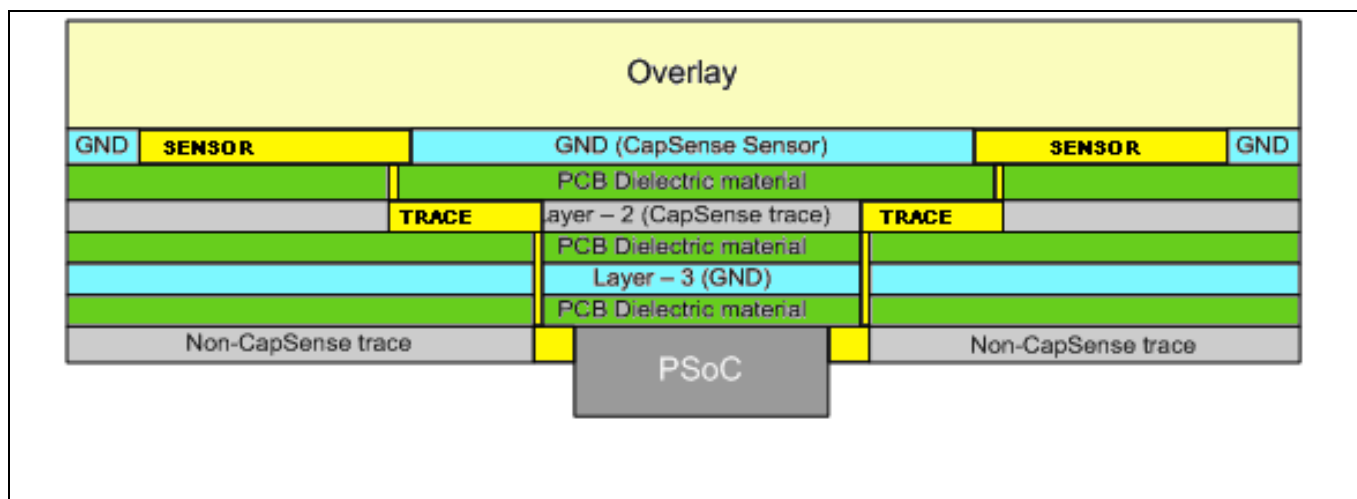 Overlay
GND SENSOR GND (CapSense Sensor) SENSOR GND
PCB Dielectric material
TRACE ayer – 2 (CapSense trace) TRACE
PCB Dielectric material
Layer – 3 (GND)
PCB Dielectric material
Non-CapSense trace Non-CapSense trace
PSoC